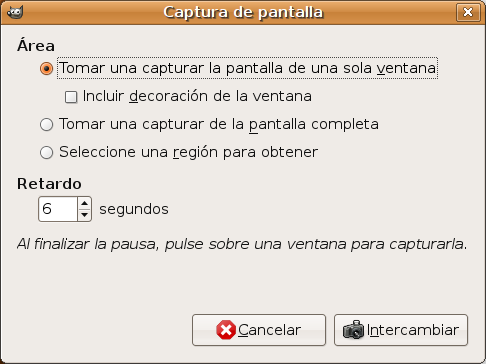 Captura de pantalla
Área
Tomar una capturar la pantalla de una sola ventana
Incluir decoración de la ventana
Tomar una capturar de la pantalla completa
Seleccione una región para obtener
Retardo
6 segundos
Al finalizar la pausa, pulse sobre una ventana para capturarla.
Cancelar Intercambiar